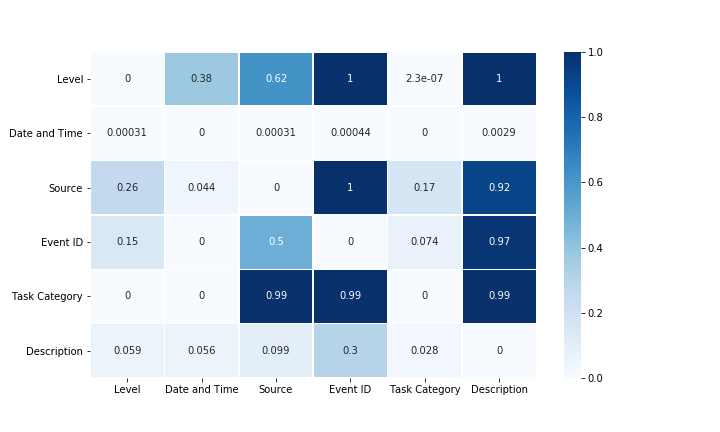 1.0
Level 0 0.38 0.62 1 2.3e-07 1
Date and Time 0.00031 0 0.00031 0.00044 0 0.0029
0.8
Source 0.26 0.044 0 1 0.17 0.92
0.6
Event ID 0.15 0 0.5 0 0.074 0.97
0.4
Task Category 0 0 0.99 0.99 0 0.99
0.2
Description 0.059 0.056 0.099 0.3 0.028 0
0.0
Level Date and Time Source Event ID Task Category Description